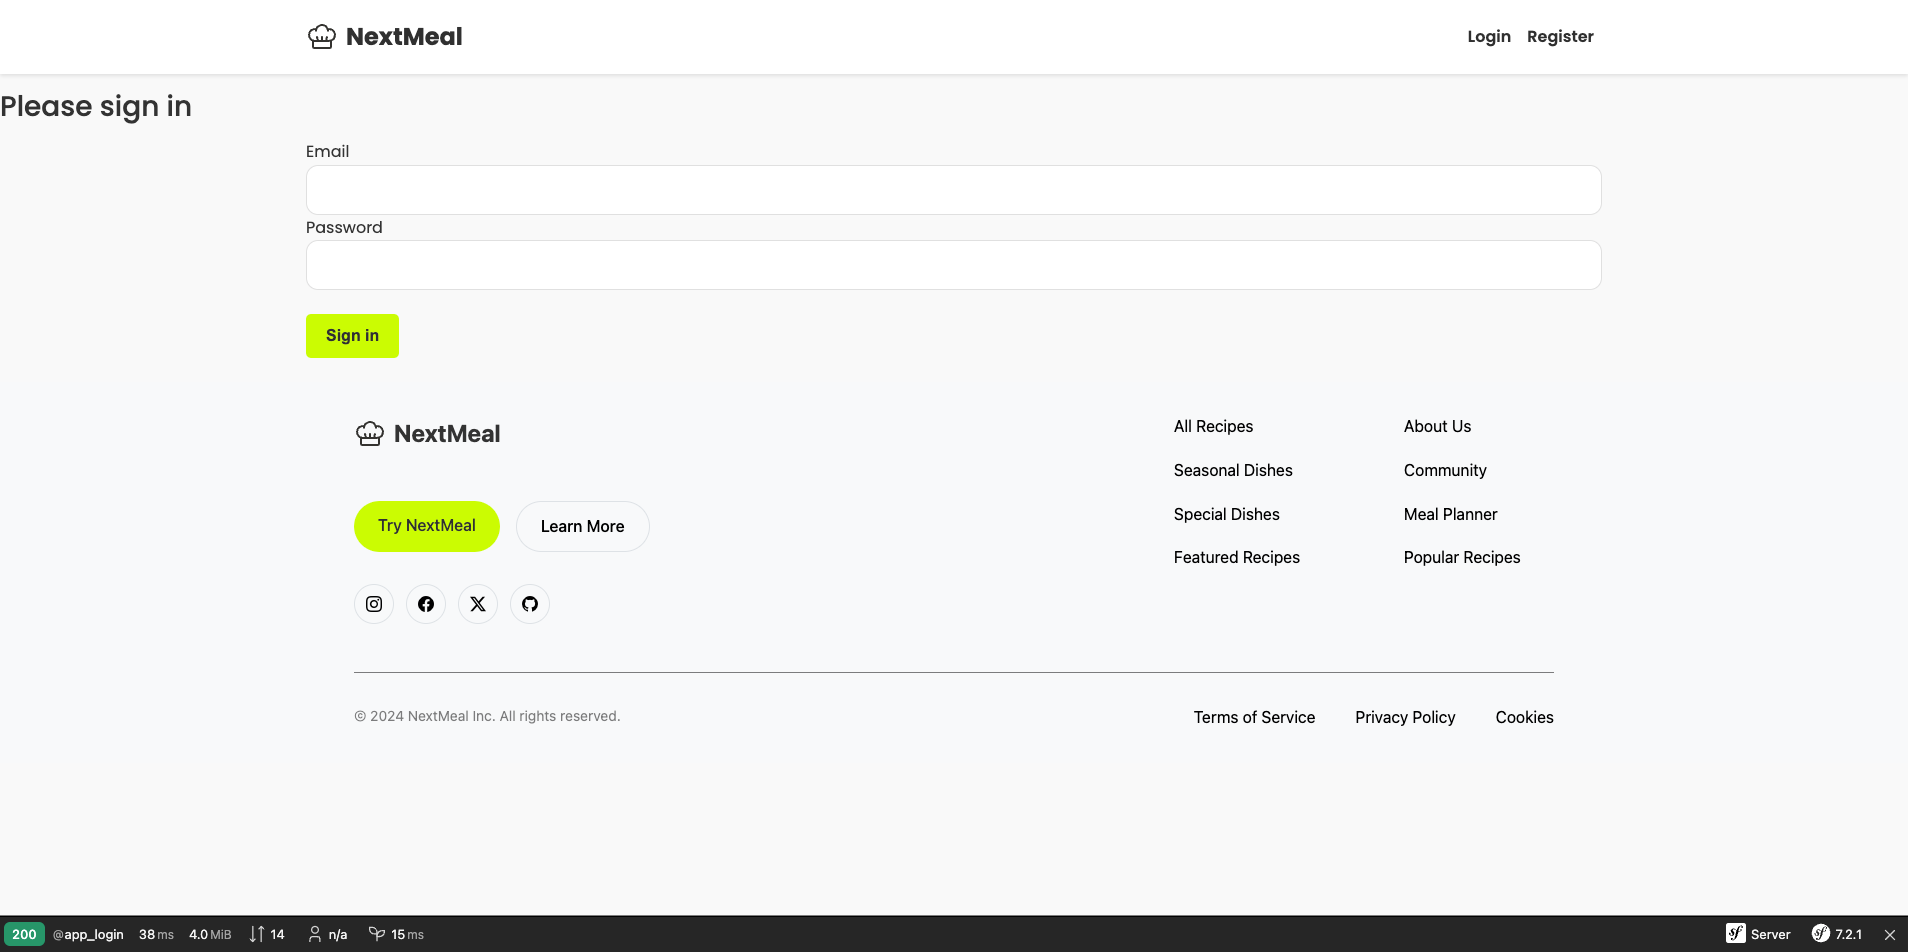 NextMeal
Login Register
Please sign in
Email
Password
Sign in
NextMeal
Try NextMeal Learn More
All Recipes
Seasonal Dishes
Special Dishes
Featured Recipes
About Us
Community
Meal Planner
Popular Recipes
© 2024 NextMeal Inc. All rights reserved.
Terms of Service Privacy Policy Cookies
200 @app_login 38 ms 4.0 MiB 14 n/a 15 ms sf Server sf 7.2.1